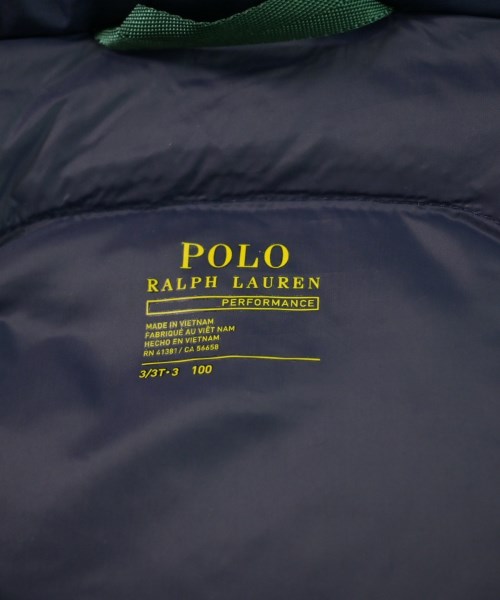 POLO
RALPH LAUREN
PERFORMANCE
MADE IN VIETNAM
FABRIQUÉ AU VIÊT NAM
HECHO EN VIETNAM
RN 41381 / CA 56658
3/3T-3 100